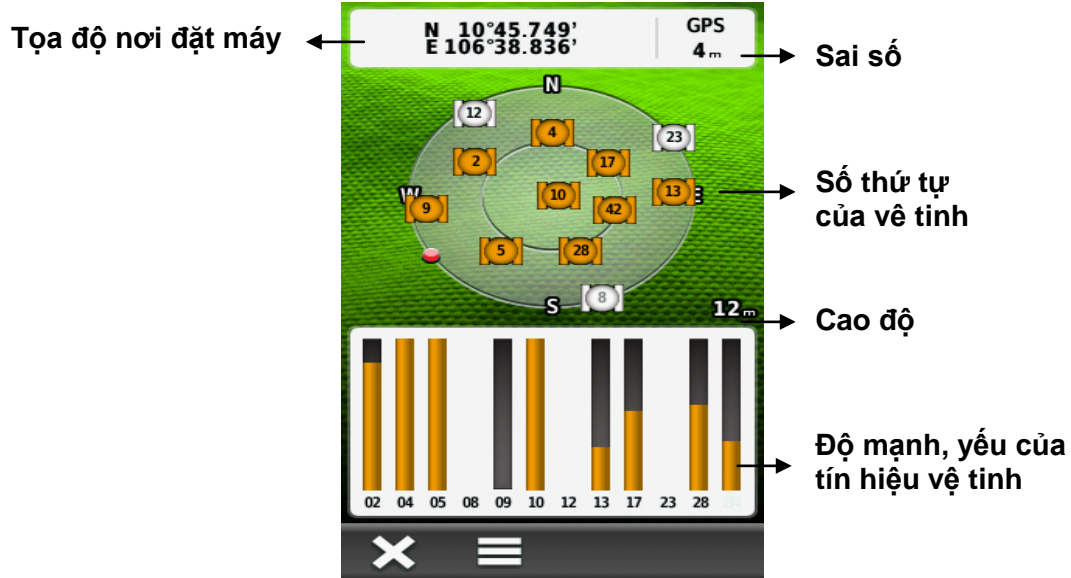 Tọa độ nơi đặt máy
N 10°45.749'
E 106°38.836'
GPS
4 m
Sai số
N
12
4
23
2
17
W
9
10
42
13
E
Số thứ tự
của vê tinh
5
28
S
8
12 m
Cao độ
Độ mạnh, yếu của
tín hiệu vệ tinh
02 04 05 08 09 10 12 13 17 23 28